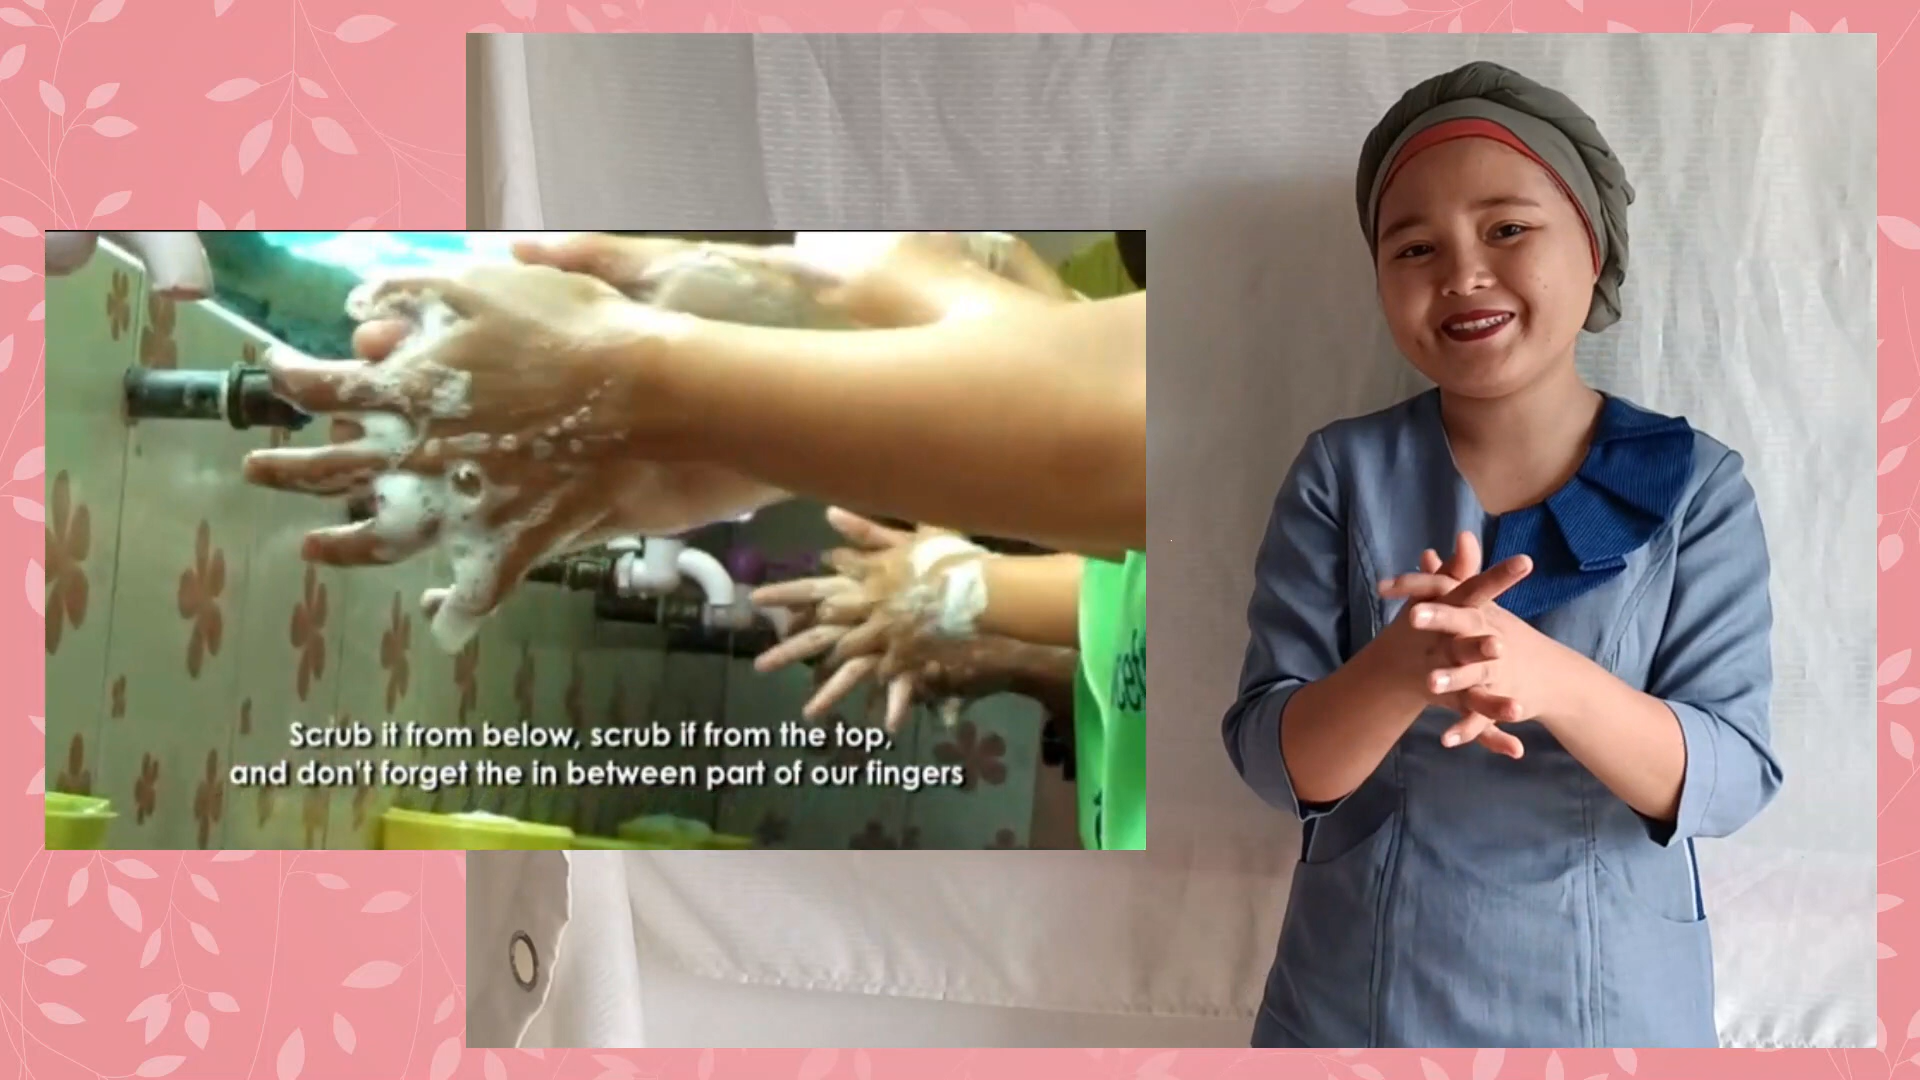 Scrub it from below, scrub if from the top,
and don't forget the in between part of our fingers